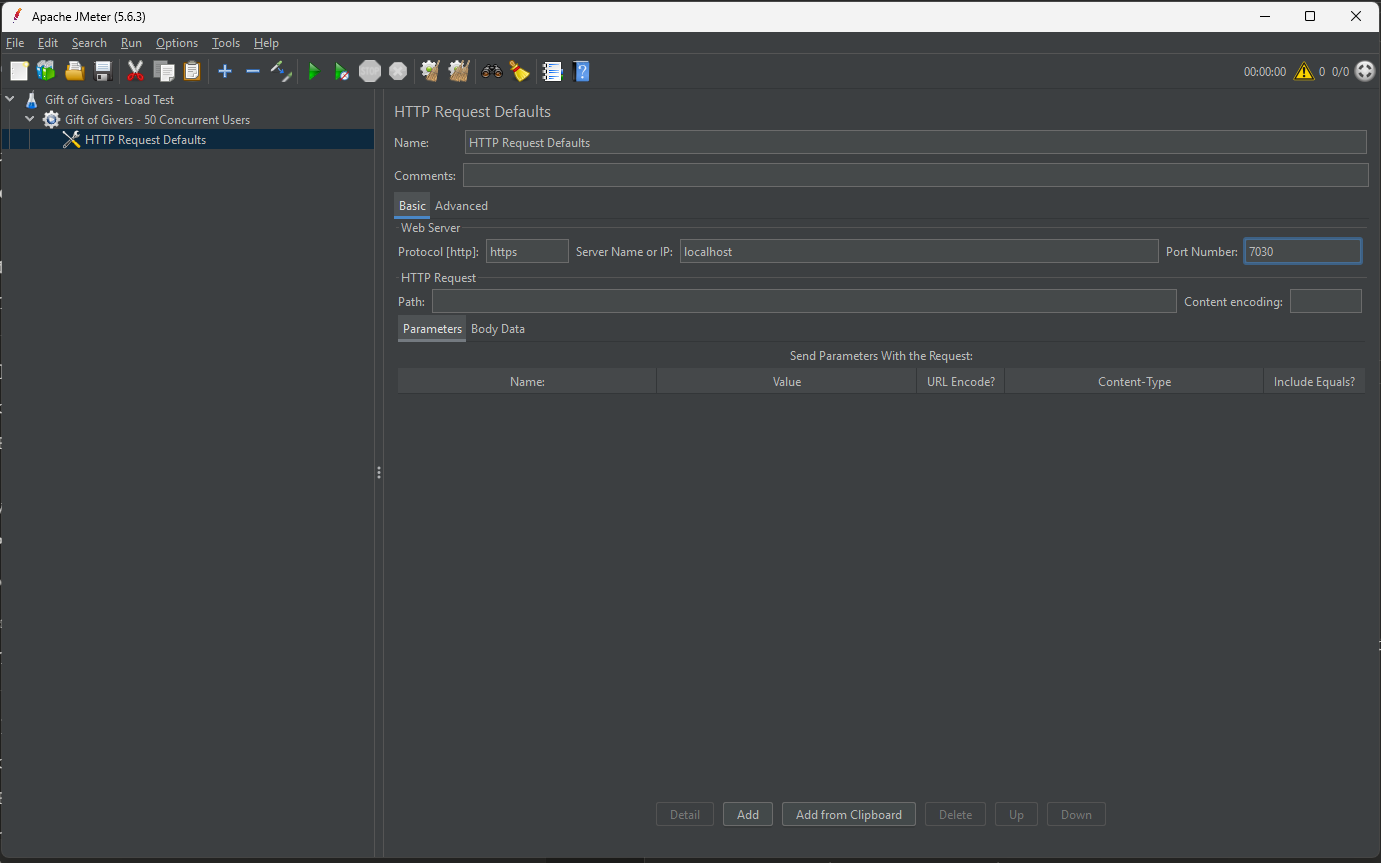 Apache JMeter (5.6.3)
File Edit Search Run Options Tools Help
STOP 00:00:00 0 0/0
Gift of Givers - Load Test
Gift of Givers - 50 Concurrent Users
HTTP Request Defaults
HTTP Request Defaults
Name: HTTP Request Defaults
Comments:
Basic Advanced
Web Server
Protocol [http]: https Server Name or IP: localhost Port Number: 7030
HTTP Request
Path: Content encoding:
Parameters Body Data
Send Parameters With the Request:
Name: Value URL Encode? Content-Type Include Equals?
Detail Add Add from Clipboard Delete Up Down